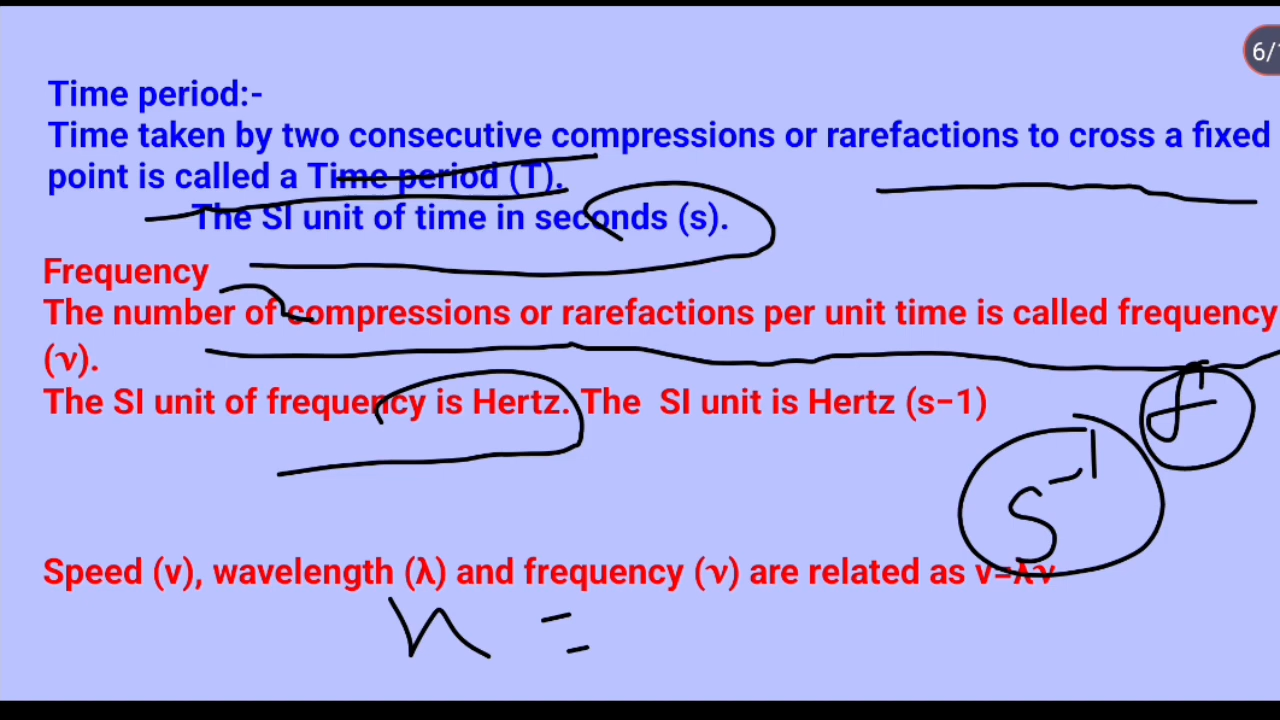 6/
Time period:-
Time taken by two consecutive compressions or rarefactions to cross a fixed
point is called a Time period (T).
The SI unit of time in seconds (s).
Frequency
The number of compressions or rarefactions per unit time is called frequency
(ν).
The SI unit of frequency is Hertz. The  SI unit is Hertz (s−1)
f
s⁻¹
Speed (v), wavelength (λ) and frequency (ν) are related as v=λν
n =